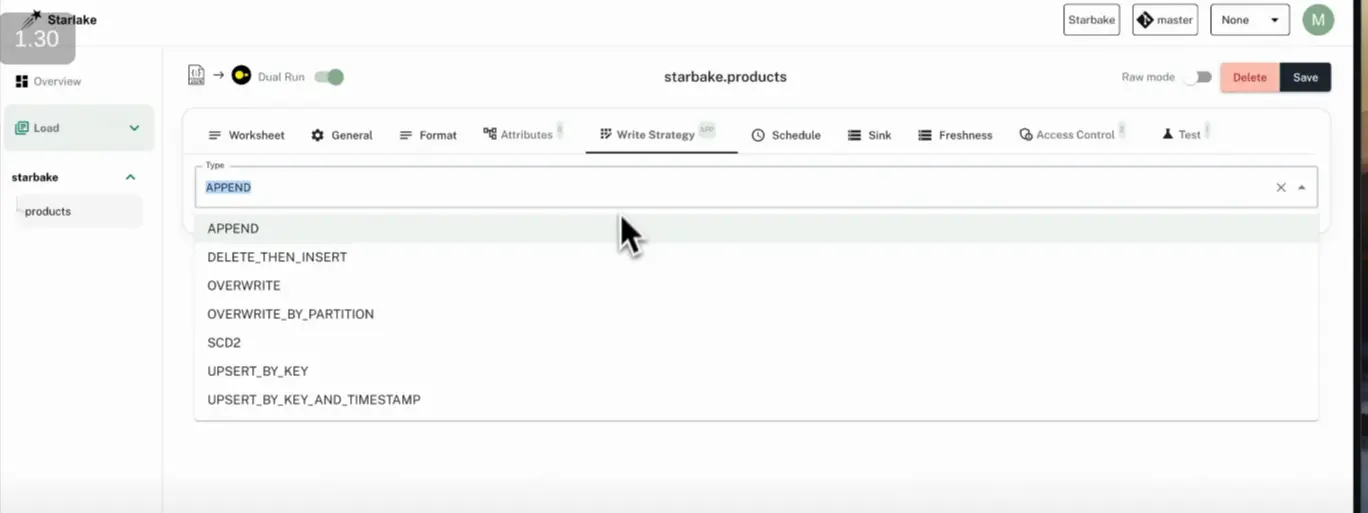 Starlake
1.30
Starbake
master
None
M
Overview
Dual Run
starbake.products
Raw mode
Delete
Save
Load
Worksheet
General
Format
Attributes
Write Strategy APP
Schedule
Sink
Freshness
Access Control
Test
starbake
products
Type
APPEND
APPEND
DELETE_THEN_INSERT
OVERWRITE
OVERWRITE_BY_PARTITION
SCD2
UPSERT_BY_KEY
UPSERT_BY_KEY_AND_TIMESTAMP